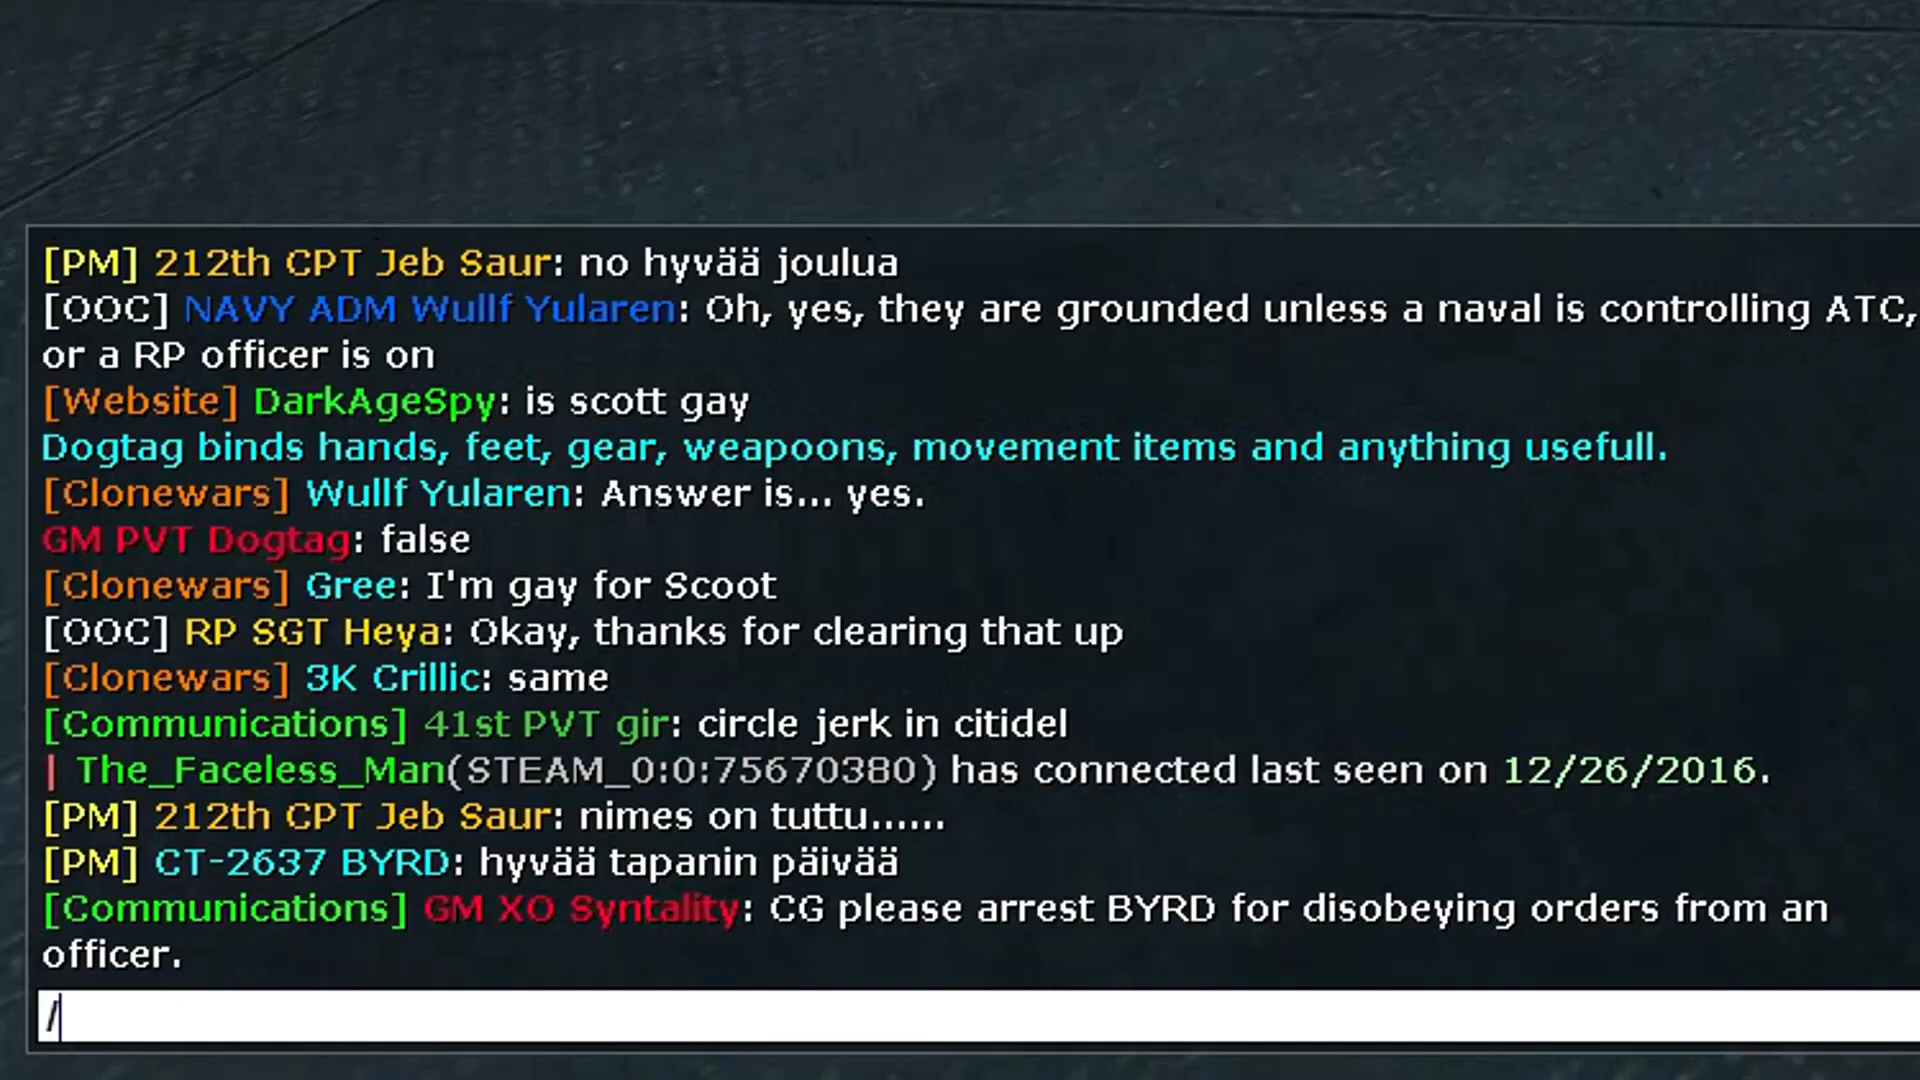 [PM] 212th CPT Jeb Saur: no hyvää joulua
[OOC] NAVY ADM Wullf Yularen: Oh, yes, they are grounded unless a naval is controlling ATC,
or a RP officer is on
[Website] DarkAgeSpy: is scott gay
Dogtag binds hands, feet, gear, weapoons, movement items and anything usefull.
[Clonewars] Wullf Yularen: Answer is... yes.
GM PVT Dogtag: false
[Clonewars] Gree: I'm gay for Scoot
[OOC] RP SGT Heya: Okay, thanks for clearing that up
[Clonewars] 3K Crillic: same
[Communications] 41st PVT gir: circle jerk in citidel
| The_Faceless_Man(STEAM_0:0:75670380) has connected last seen on 12/26/2016.
[PM] 212th CPT Jeb Saur: nimes on tuttu......
[PM] CT-2637 BYRD: hyvää tapanin päivää
[Communications] GM XO Syntality: CG please arrest BYRD for disobeying orders from an
officer.
/